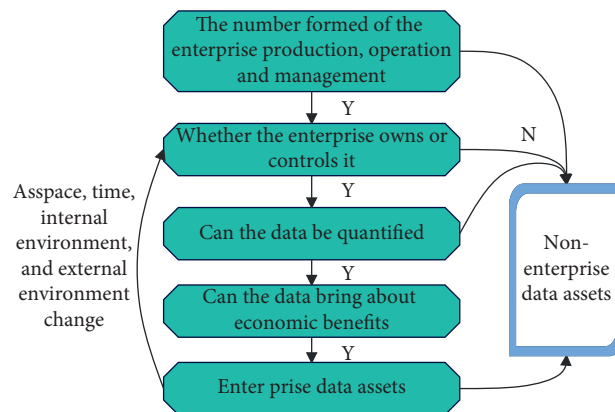 The number formed of the
enterprise production, operation
and management
Y
N
Whether the enterprise owns or
controls it
Y
Asspace, time,
internal
environment,
and external
environment
change
Can the data be quantified
Non-
enterprise
data assets
Y
Can the data bring about
economic benefits
Y
Enter prise data assets